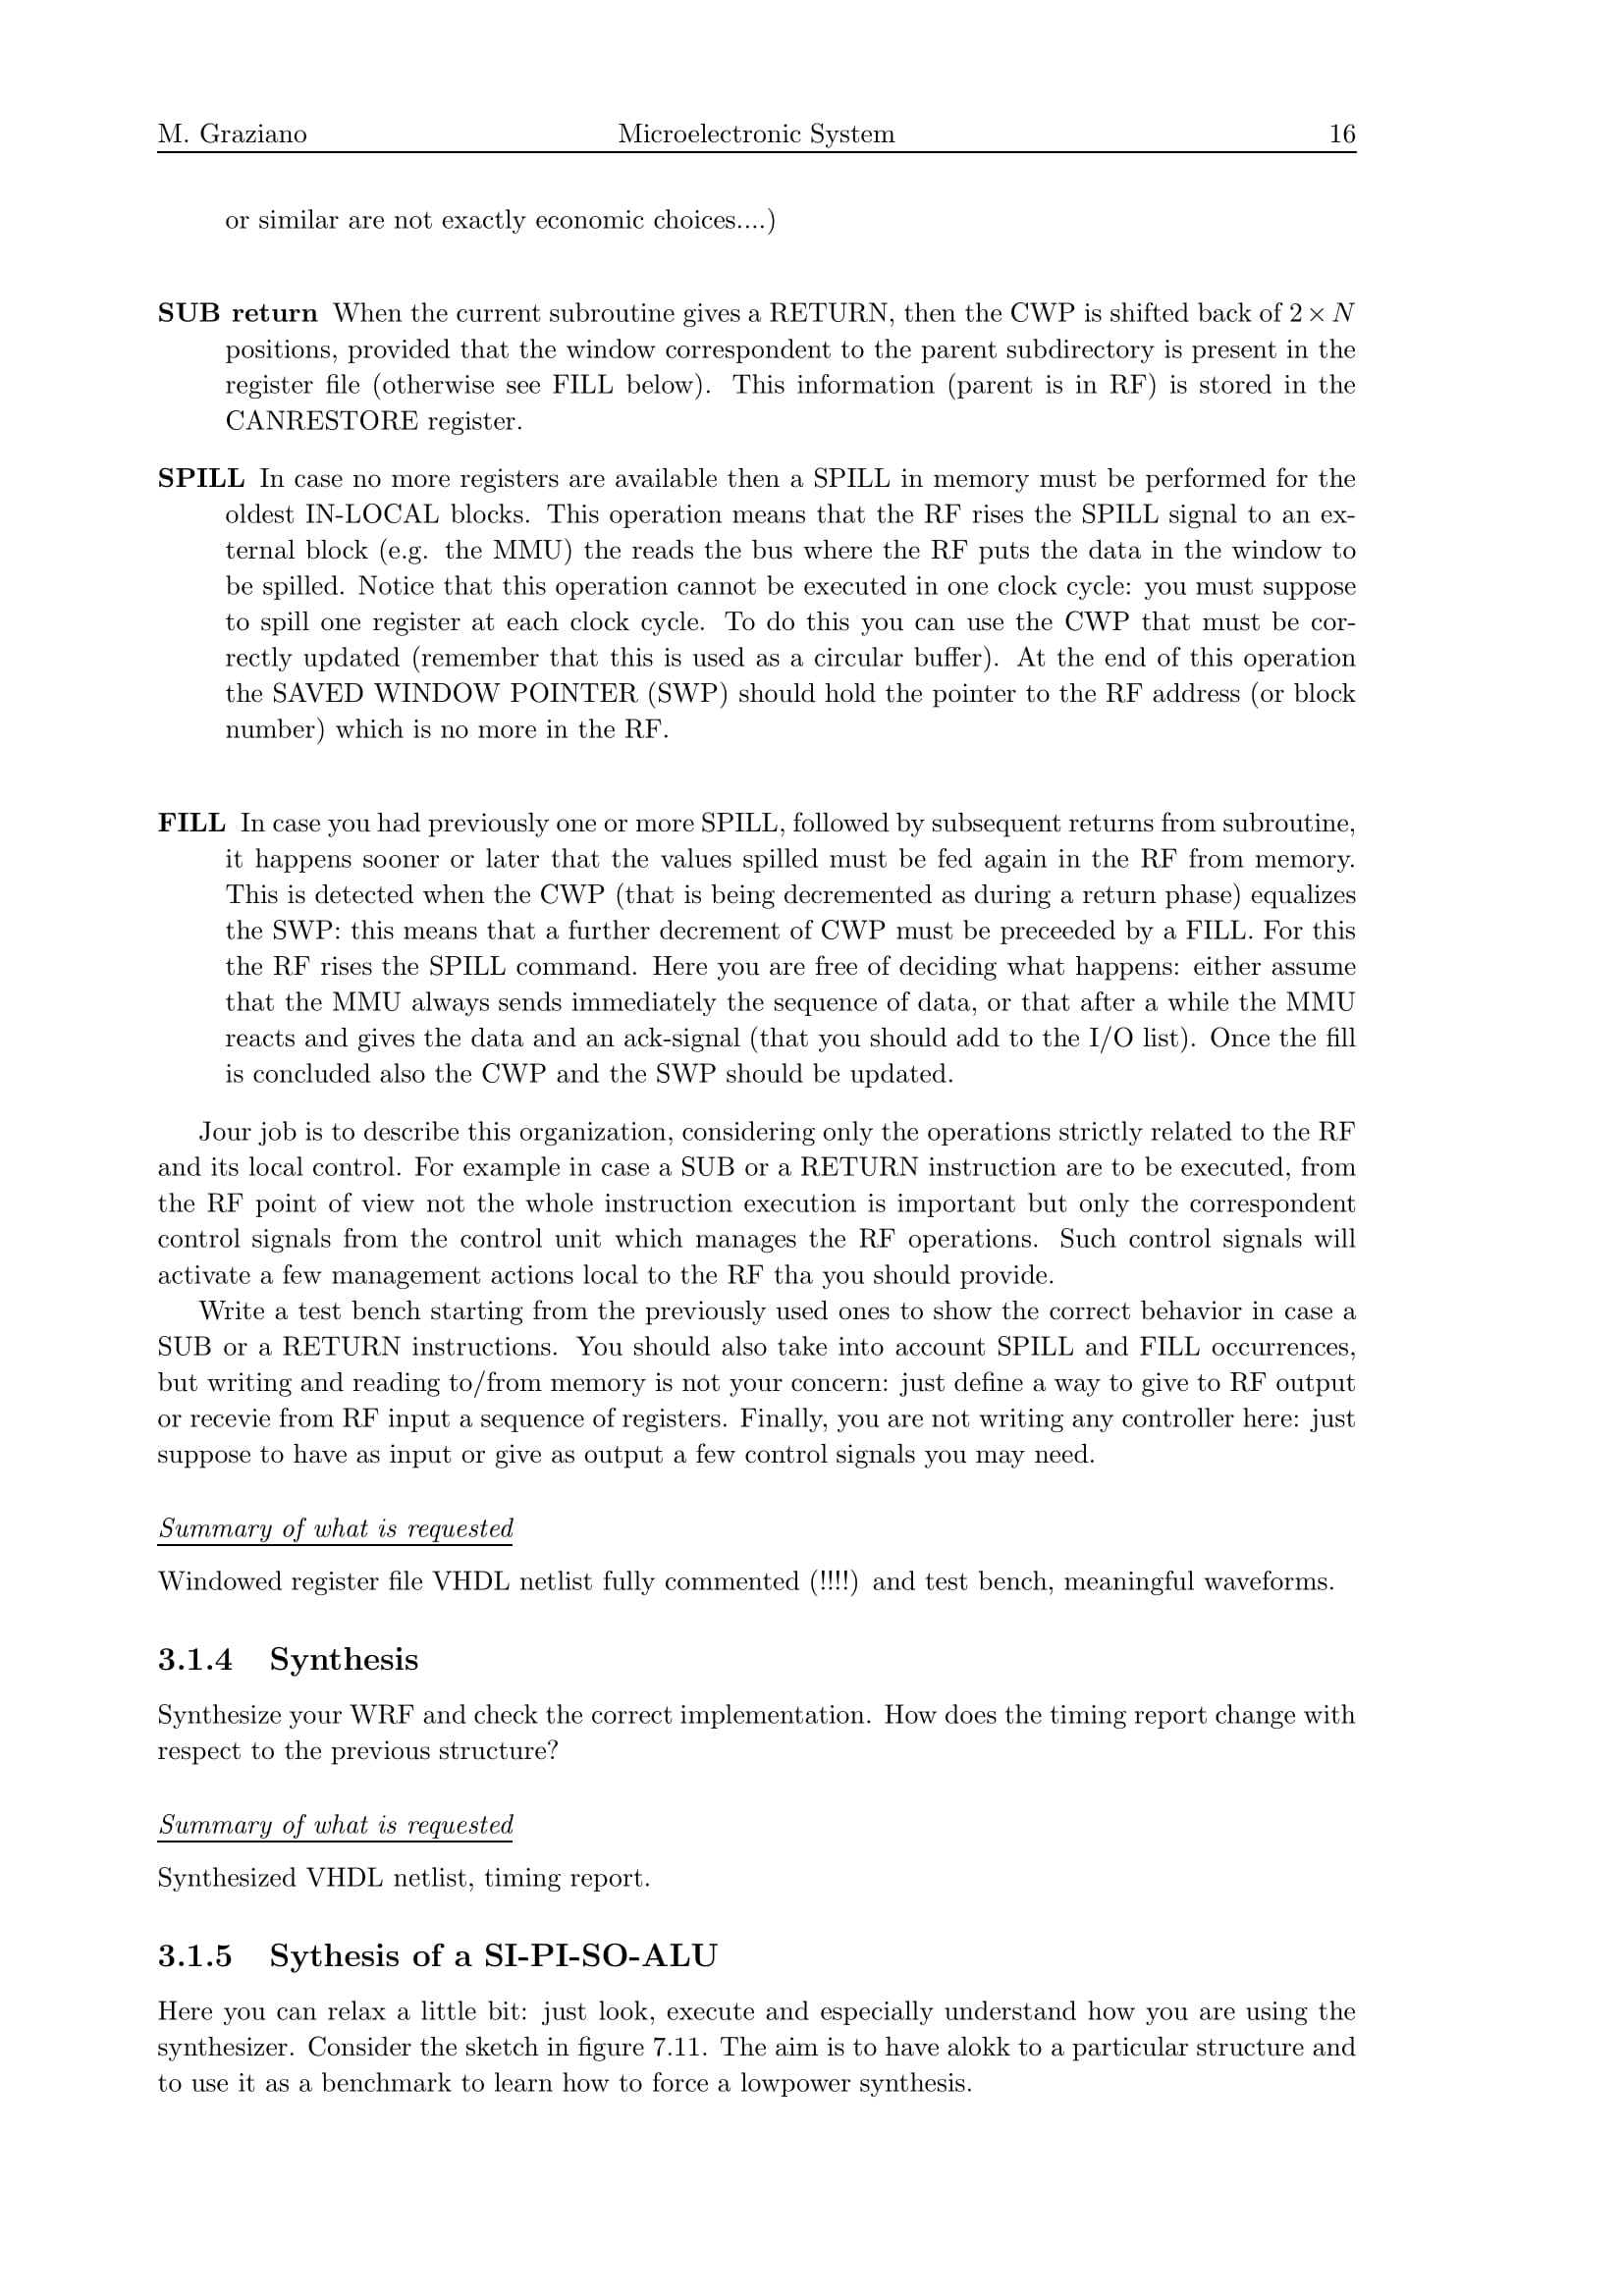 M. Graziano Microelectronic System 16
or similar are not exactly economic choices....)
SUB return When the current subroutine gives a RETURN, then the CWP is shifted back of 2 × N
positions, provided that the window correspondent to the parent subdirectory is present in the
register file (otherwise see FILL below). This information (parent is in RF) is stored in the
CANRESTORE register.
SPILL In case no more registers are available then a SPILL in memory must be performed for the
oldest IN-LOCAL blocks. This operation means that the RF rises the SPILL signal to an ex-
ternal block (e.g. the MMU) the reads the bus where the RF puts the data in the window to
be spilled. Notice that this operation cannot be executed in one clock cycle: you must suppose
to spill one register at each clock cycle. To do this you can use the CWP that must be cor-
rectly updated (remember that this is used as a circular buffer). At the end of this operation
the SAVED WINDOW POINTER (SWP) should hold the pointer to the RF address (or block
number) which is no more in the RF.
FILL In case you had previously one or more SPILL, followed by subsequent returns from subroutine,
it happens sooner or later that the values spilled must be fed again in the RF from memory.
This is detected when the CWP (that is being decremented as during a return phase) equalizes
the SWP: this means that a further decrement of CWP must be preceeded by a FILL. For this
the RF rises the SPILL command. Here you are free of deciding what happens: either assume
that the MMU always sends immediately the sequence of data, or that after a while the MMU
reacts and gives the data and an ack-signal (that you should add to the I/O list). Once the fill
is concluded also the CWP and the SWP should be updated.
Jour job is to describe this organization, considering only the operations strictly related to the RF
and its local control. For example in case a SUB or a RETURN instruction are to be executed, from
the RF point of view not the whole instruction execution is important but only the correspondent
control signals from the control unit which manages the RF operations. Such control signals will
activate a few management actions local to the RF tha you should provide.
Write a test bench starting from the previously used ones to show the correct behavior in case a
SUB or a RETURN instructions. You should also take into account SPILL and FILL occurrences,
but writing and reading to/from memory is not your concern: just define a way to give to RF output
or recevie from RF input a sequence of registers. Finally, you are not writing any controller here: just
suppose to have as input or give as output a few control signals you may need.
Summary of what is requested
Windowed register file VHDL netlist fully commented (!!!!) and test bench, meaningful waveforms.
3.1.4 Synthesis
Synthesize your WRF and check the correct implementation. How does the timing report change with
respect to the previous structure?
Summary of what is requested
Synthesized VHDL netlist, timing report.
3.1.5 Sythesis of a SI-PI-SO-ALU
Here you can relax a little bit: just look, execute and especially understand how you are using the
synthesizer. Consider the sketch in figure 7.11. The aim is to have alokk to a particular structure and
to use it as a benchmark to learn how to force a lowpower synthesis.